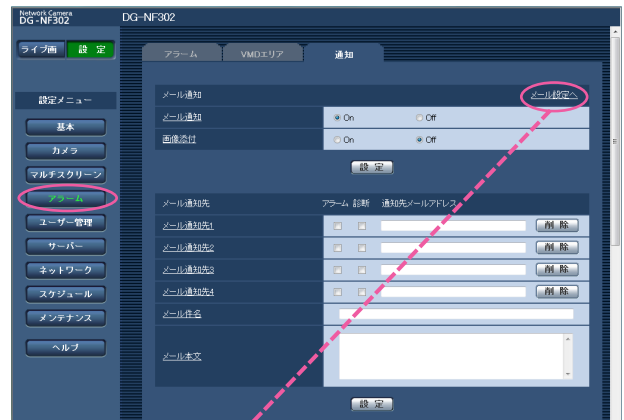 Network Camera
DG-NF302
DG-NF302
ライブ画 設 定
アラーム VMDエリア 通知
設定メニュー
基本
カメラ
マルチスクリーン
アラーム
ユーザー管理
サーバー
ネットワーク
スケジュール
メンテナンス
ヘルプ
メール通知 メール設定へ
メール通知 On Off
画像添付 On Off
設 定
メール通知先 アラーム 診断 通知先メールアドレス
メール通知先1 削 除
メール通知先2 削 除
メール通知先3 削 除
メール通知先4 削 除
メール件名
メール本文
設 定